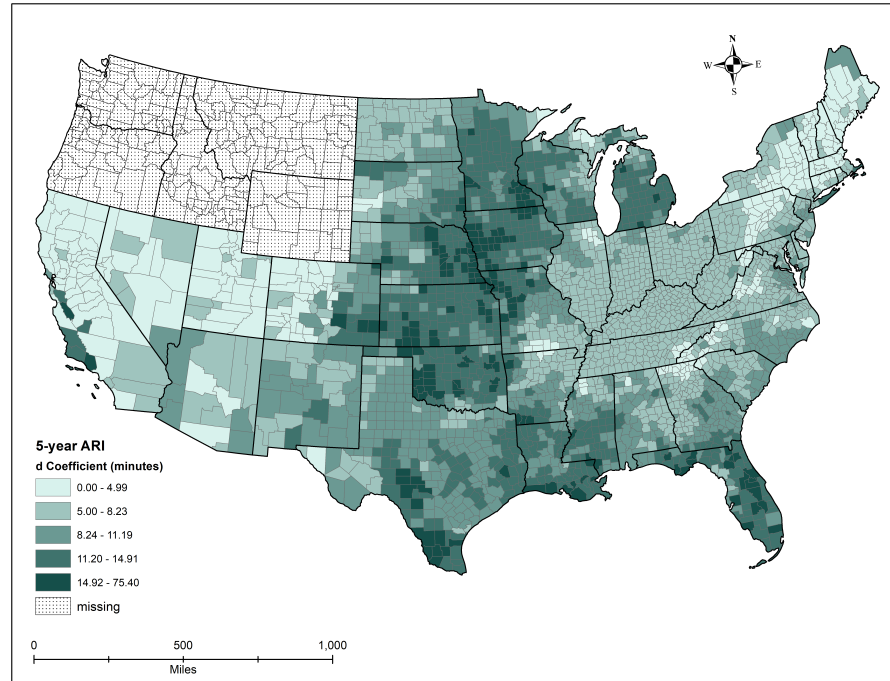 N
W E
S
5-year ARI
d Coefficient (minutes)
0.00 - 4.99
5.00 - 8.23
8.24 - 11.19
11.20 - 14.91
14.92 - 75.40
missing
0 500 1,000
Miles